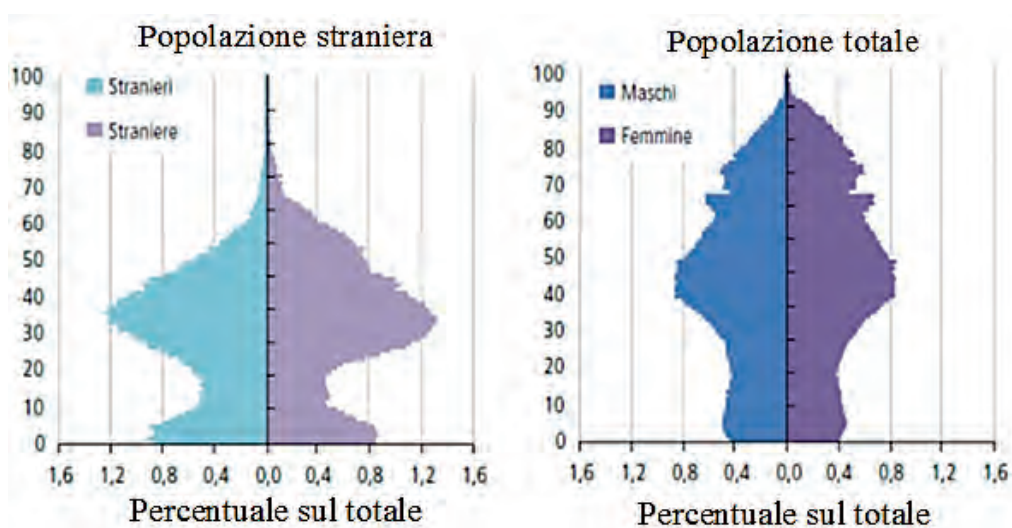 Popolazione straniera
100
90
80
70
60
50
40
30
20
10
0
Stranieri
Straniere
1,6 1,2 0,8 0,4 0,0 0,4 0,8 1,2 1,6
Percentuale sul totale
Popolazione totale
100
90
80
70
60
50
40
30
20
10
0
Maschi
Femmine
1,6 1,2 0,8 0,4 0,0 0,4 0,8 1,2 1,6
Percentuale sul totale